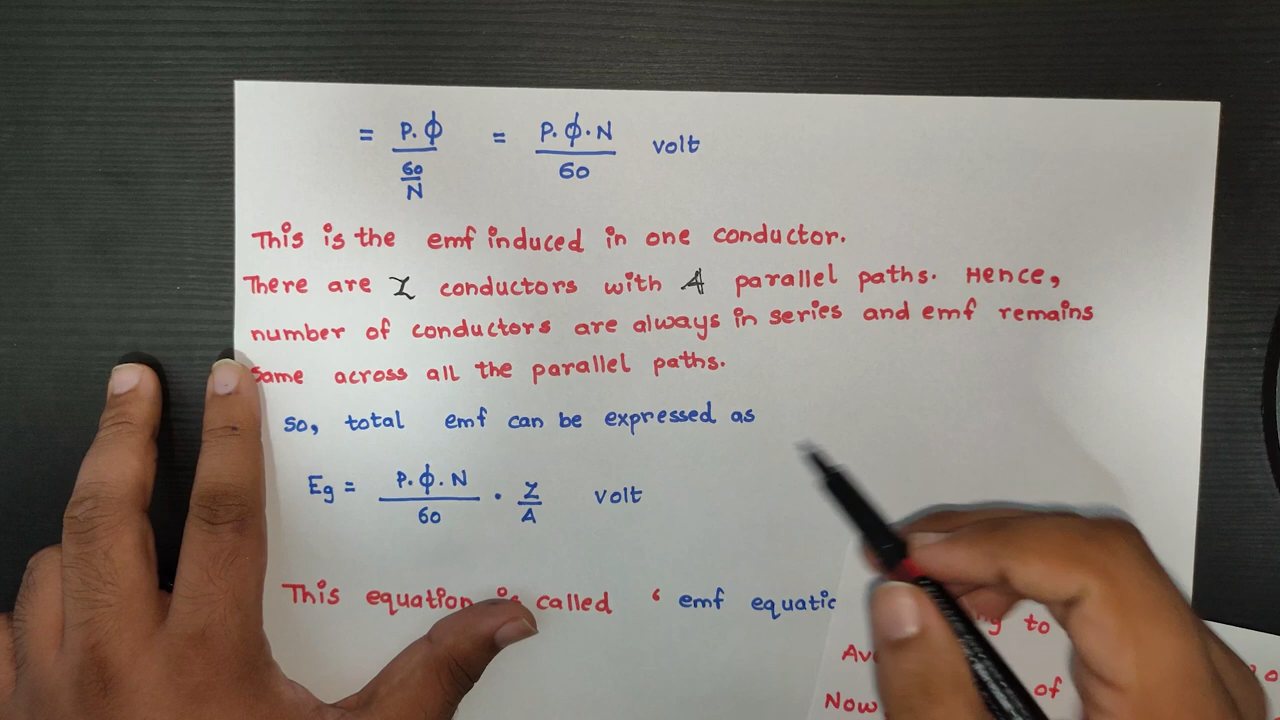 = P.ϕ / (60/N) = P.ϕ.N / 60 volt
This is the emf induced in one conductor.
There are Z conductors with A parallel paths. Hence,
number of conductors are always in series and emf remains
same across all the parallel paths.
So, total emf can be expressed as
Eg = P.ϕ.N / 60 . Z / A volt
This equation is called ‘ emf
to
Now of